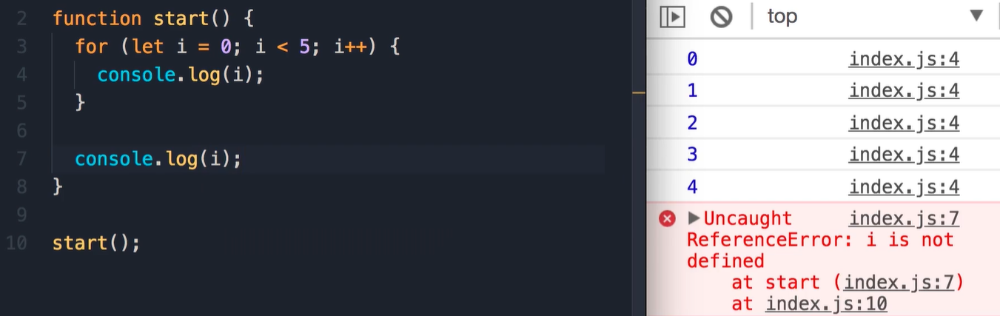 2 function start() {
3 for (let i = 0; i < 5; i++) {
4 console.log(i);
5 }
6
7 console.log(i);
8 }
9
10 start();
top
0 index.js:4
1 index.js:4
2 index.js:4
3 index.js:4
4 index.js:4
Uncaught index.js:7
ReferenceError: i is not
defined
at start (index.js:7)
at index.js:10